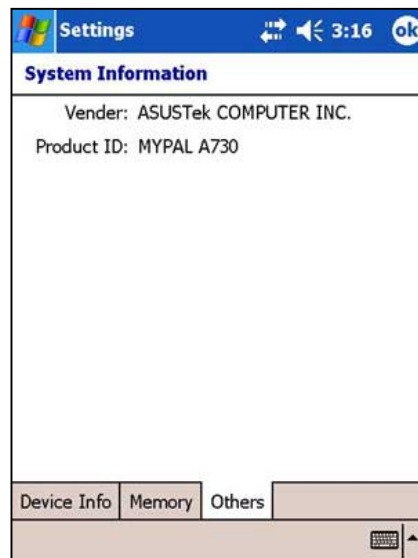 Settings 3:16 ok
System Information
Vender: ASUSTek COMPUTER INC.
Product ID: MYPAL A730
Device Info Memory Others